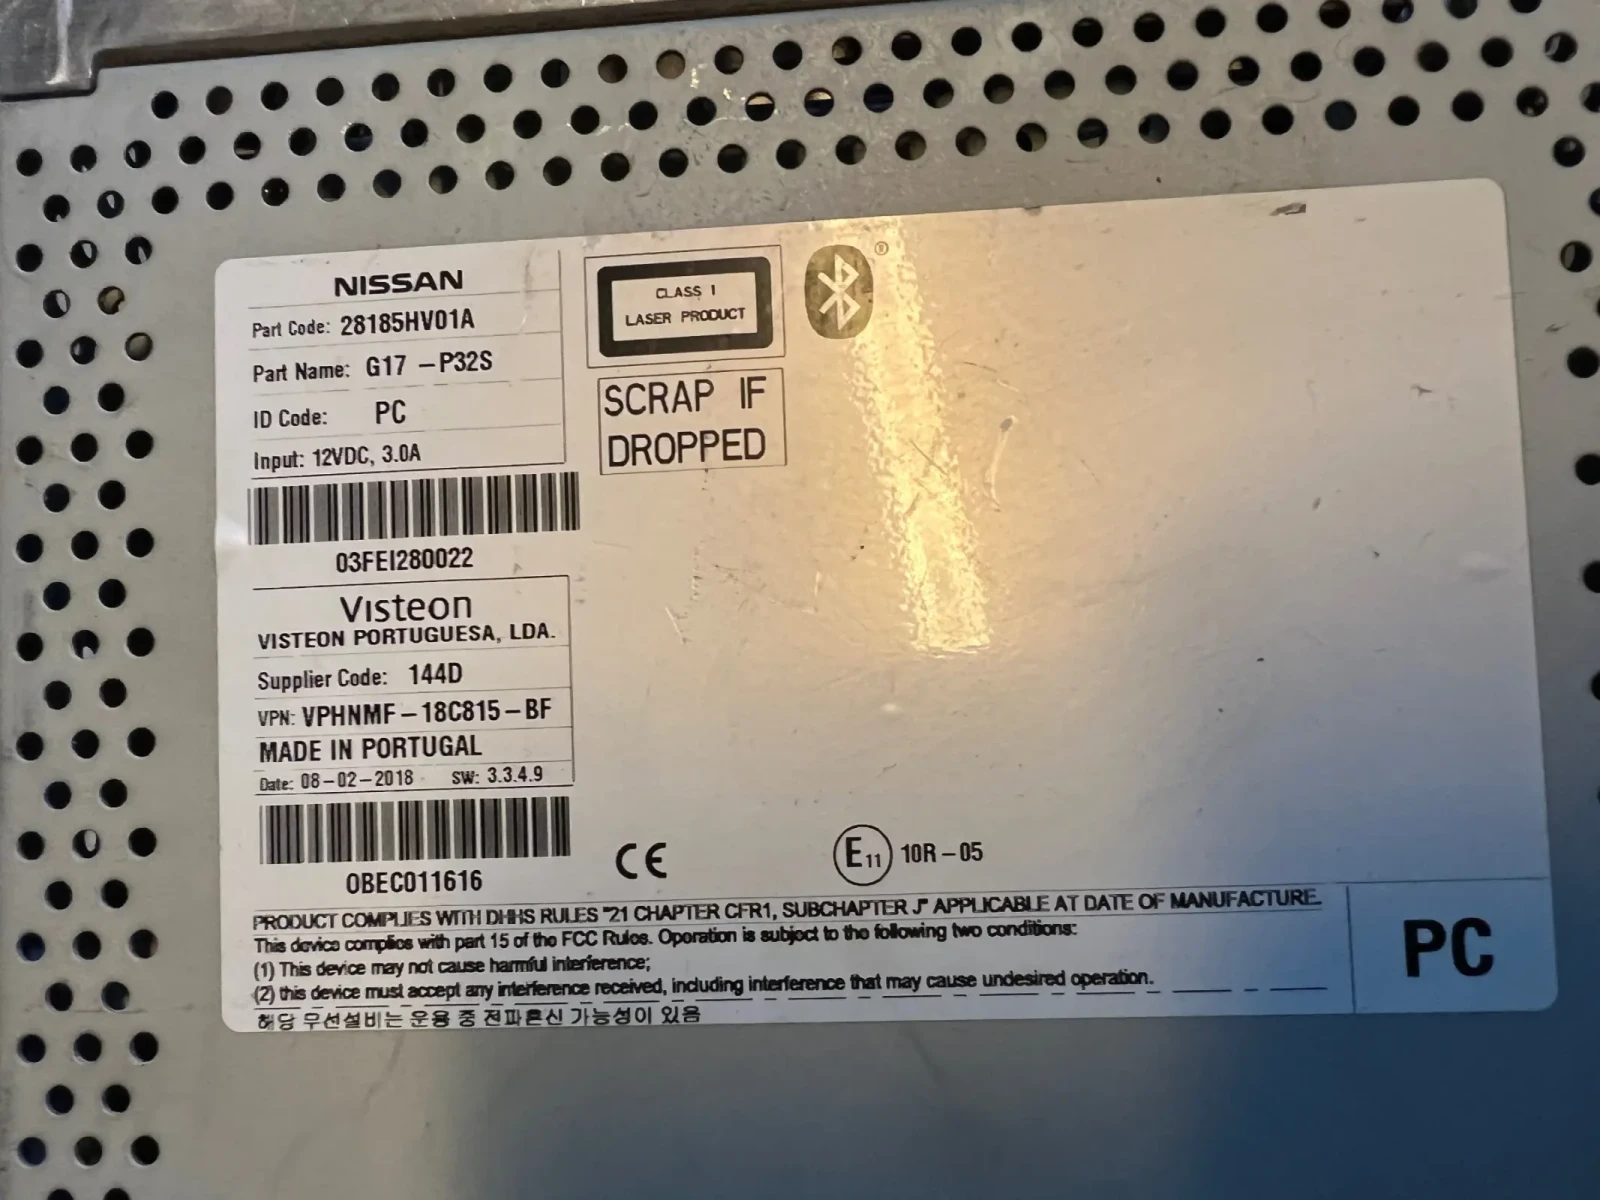 NISSAN
Part Code: 28185HV01A
Part Name: G17 -P32S
ID Code: PC
Input: 12VDC, 3.0A
03FEI280022
Visteon
VISTEON PORTUGUESA, LDA.
Supplier Code: 144D
VPN: VPHNMF-18C815-BF
MADE IN PORTUGAL
Date: 08-02-2018 SW: 3.3.4.9
0BEC011616
CLASS 1
LASER PRODUCT
®
SCRAP IF
DROPPED
CE
E11 10R-05
PRODUCT COMPLIES WITH DHHS RULES "21 CHAPTER CFR1, SUBCHAPTER J" APPLICABLE AT DATE OF MANUFACTURE.
This device complies with part 15 of the FCC Rules. Operation is subject to the following two conditions:
(1) This device may not cause harmful interference;
(2) this device must accept any interference received, including interference that may cause undesired operation.
해당 무선설비는 운용 중 전파혼신 가능성이 있음
PC